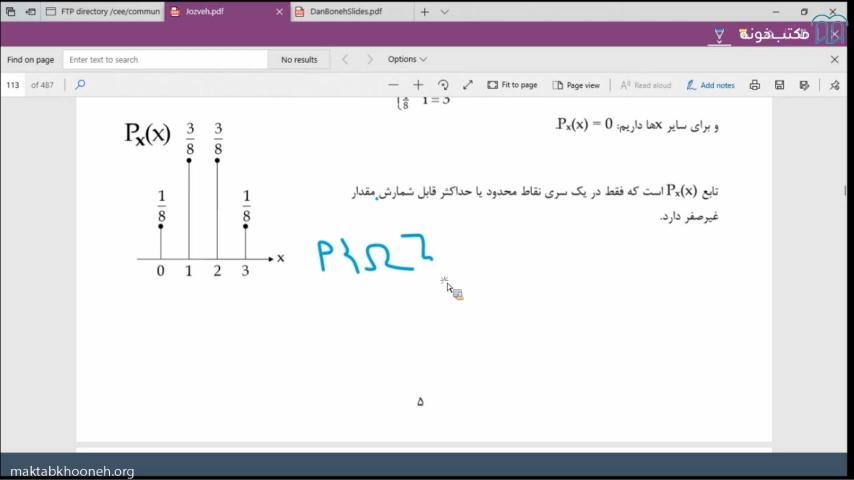 FTP directory /cee/commun
Jozveh.pdf
DanBonehSlides.pdf
مکتب‌خونه
Find on page
Enter text to search
No results
Options
113 of 487
Fit to page
Page view
Read aloud
Add notes
8 1 = 3
و برای سایر xها داریم: Pₓ(x) = 0.
Pₓ(x) 3/8 3/8
1/8 1/8
تابع Pₓ(x) است که فقط در یک سری نقاط محدود یا حداکثر قابل شمارش مقدار
غیرصفر دارد.
x
0 1 2 3
P{Ω}
۵
maktabkhooneh.org